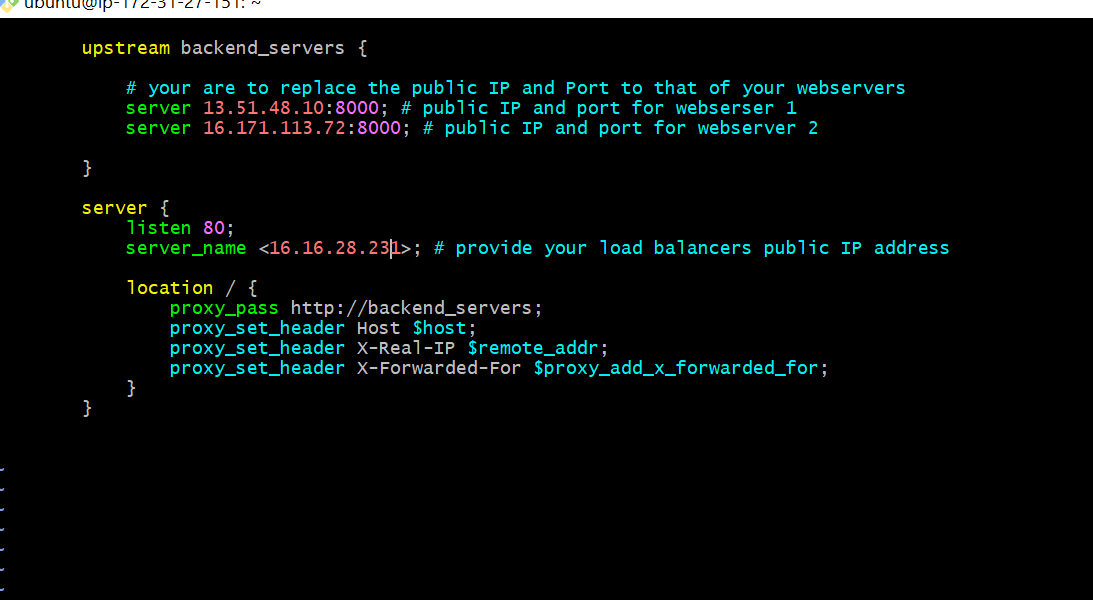 ubuntu@ip-172-31-27-151: ~
upstream backend_servers {
# your are to replace the public IP and Port to that of your webservers
server 13.51.48.10:8000; # public IP and port for webserser 1
server 16.171.113.72:8000; # public IP and port for webserver 2
}
server {
listen 80;
server_name <16.16.28.231>; # provide your load balancers public IP address
location / {
proxy_pass http://backend_servers;
proxy_set_header Host $host;
proxy_set_header X-Real-IP $remote_addr;
proxy_set_header X-Forwarded-For $proxy_add_x_forwarded_for;
}
}
~
~
~
~
~
~
~